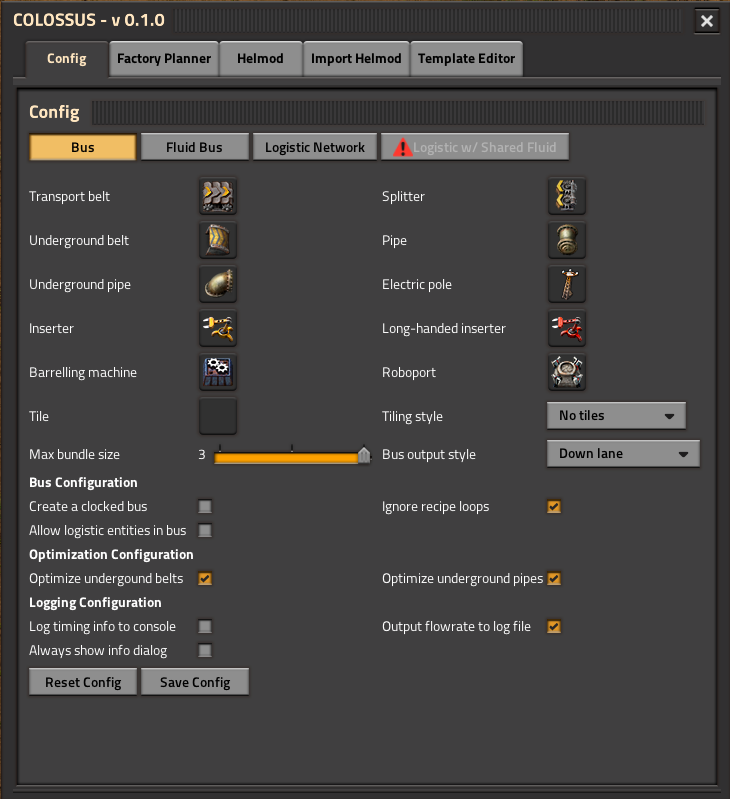 COLOSSUS - v 0.1.0
Config Factory Planner Helmod Import Helmod Template Editor
Config
Bus Fluid Bus Logistic Network Logistic w/ Shared Fluid
Transport belt Splitter
Underground belt Pipe
Underground pipe Electric pole
Inserter Long-handed inserter
Barrelling machine Roboport
Tile Tiling style No tiles
Max bundle size 3 Bus output style Down lane
Bus Configuration
Create a clocked bus Ignore recipe loops
Allow logistic entities in bus
Optimization Configuration
Optimize undergound belts Optimize underground pipes
Logging Configuration
Log timing info to console Output flowrate to log file
Always show info dialog
Reset Config Save Config